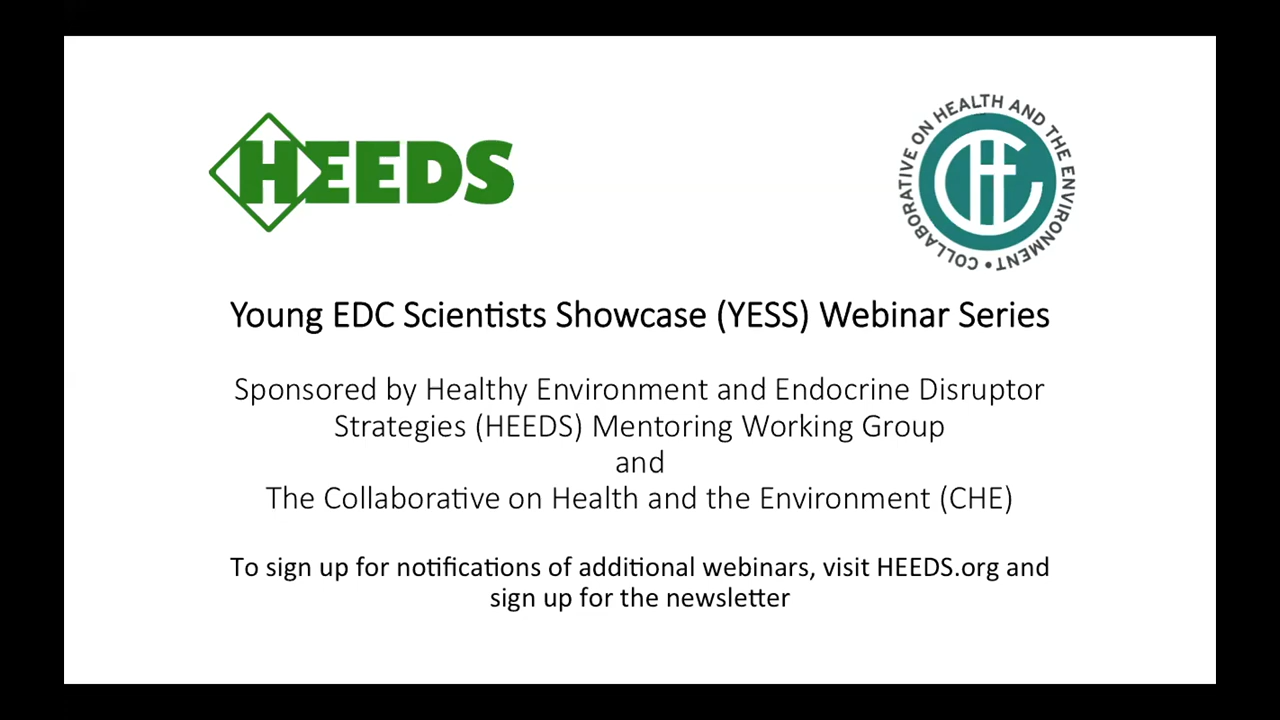 HEEDS
COLLABORATIVE ON HEALTH AND THE ENVIRONMENT •
CHE
Young EDC Scientists Showcase (YESS) Webinar Series
Sponsored by Healthy Environment and Endocrine Disruptor
Strategies (HEEDS) Mentoring Working Group
and
The Collaborative on Health and the Environment (CHE)
To sign up for notifications of additional webinars, visit HEEDS.org and
sign up for the newsletter